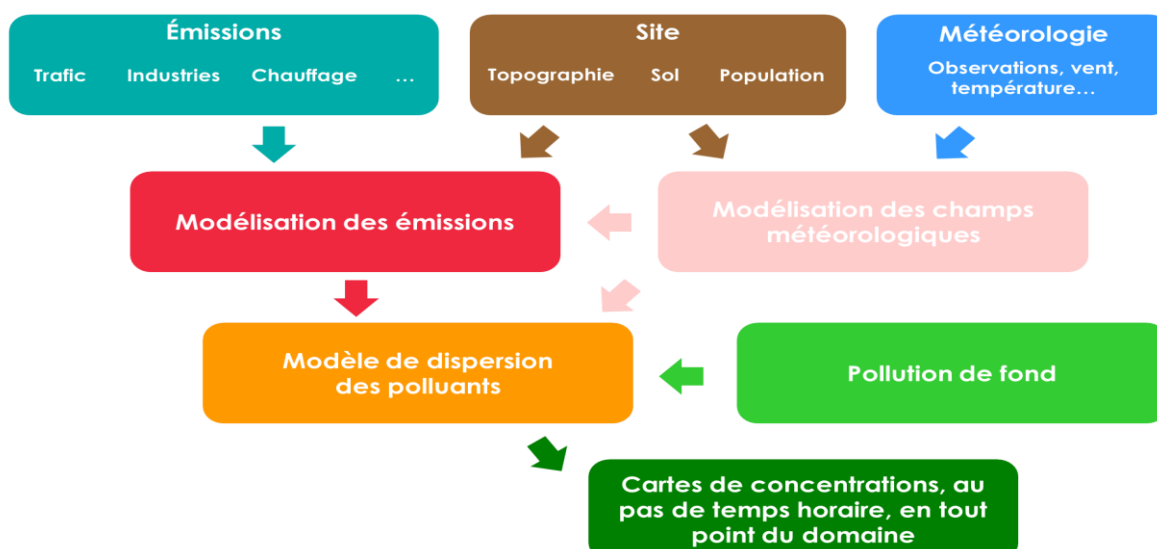 Émissions
Trafic Industries Chauffage ...
Site
Topographie Sol Population
Météorologie
Observations, vent,
température...
Modélisation des émissions
Modélisation des champs
météorologiques
Modèle de dispersion
des polluants
Pollution de fond
Cartes de concentrations, au
pas de temps horaire, en tout
point du domaine